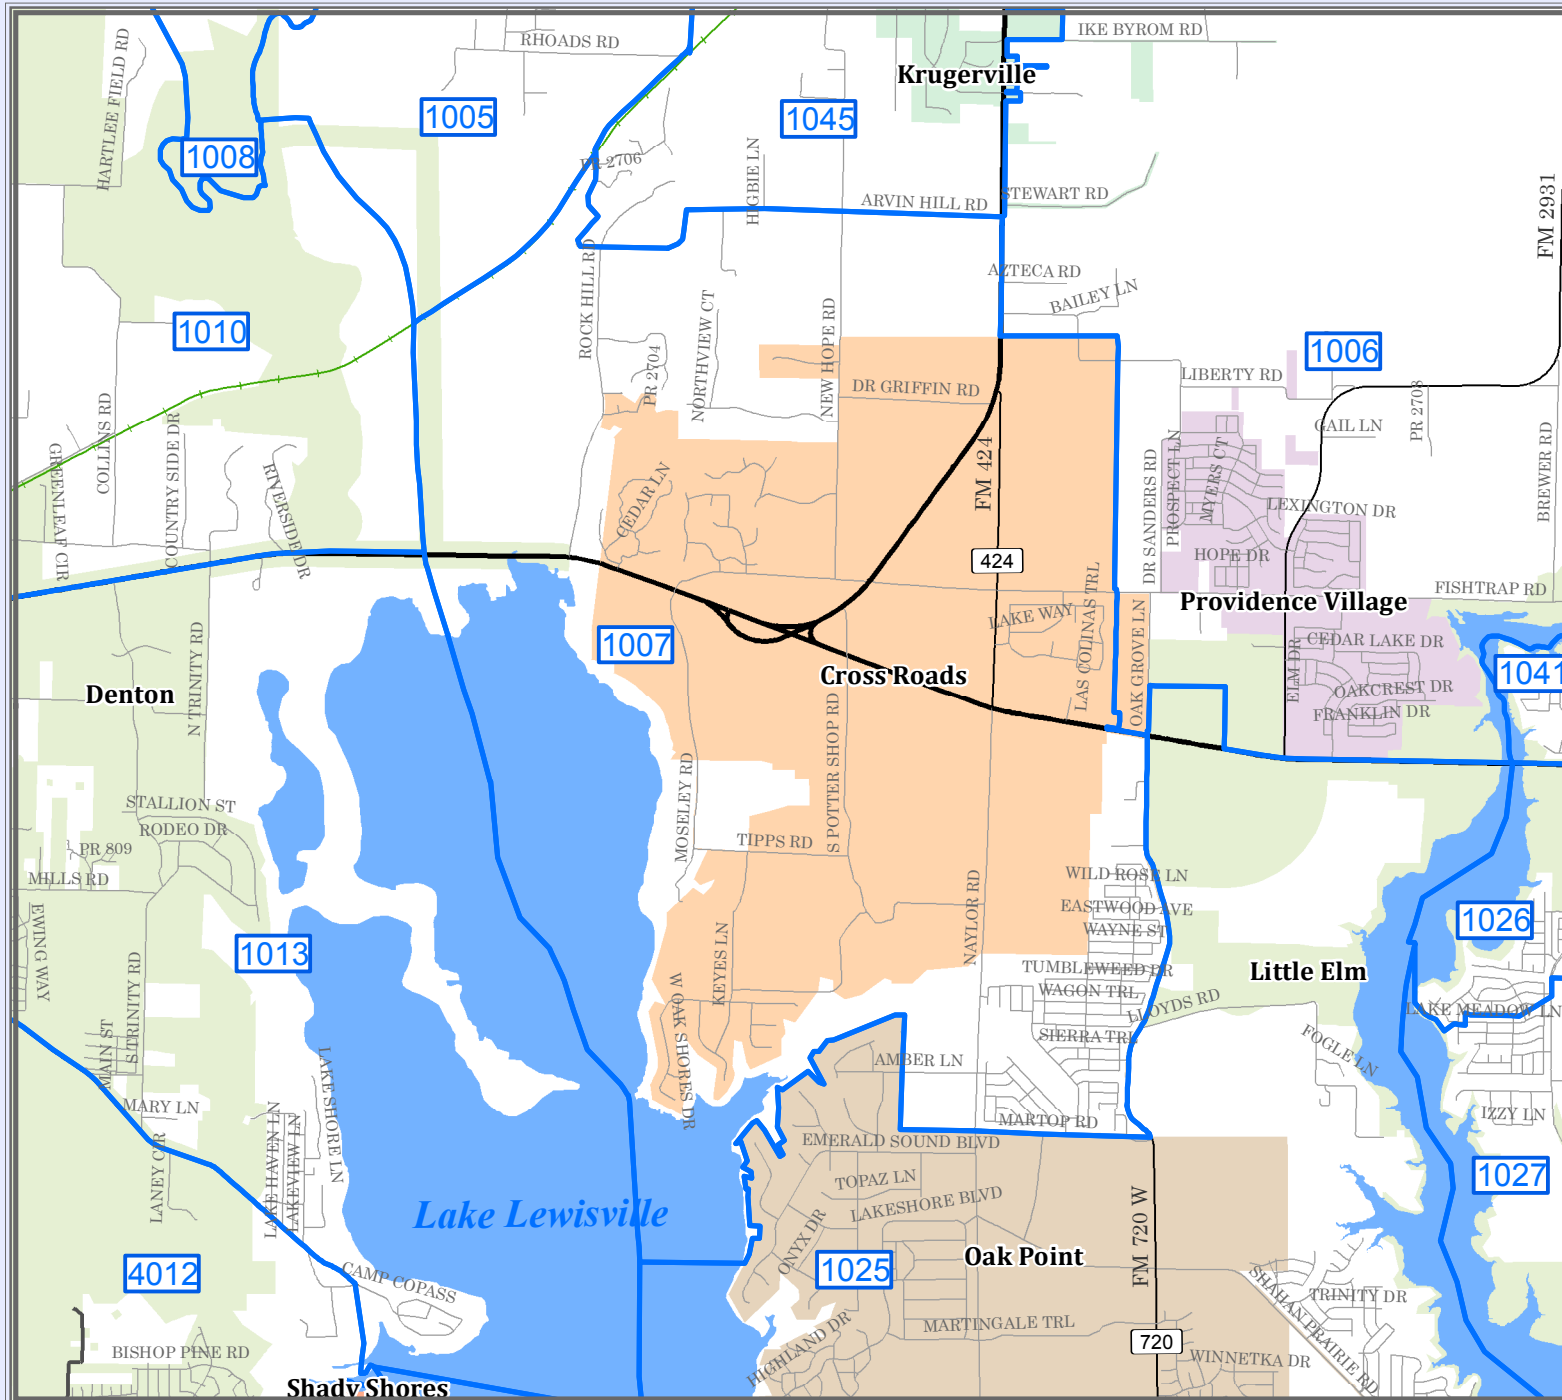 RHOADS RD
IKE BYROM RD
HARTLEE FIELD RD
Krugerville
1005
1045
1008
PR 2706
HIGBIE LN
ARVIN HILL RD
STEWART RD
FM 2931
ROCK HILL RD
AZTECA RD
BAILEY LN
1010
NORTHVIEW CT
NEW HOPE RD
PR 2704
1006
LIBERTY RD
DR GRIFFIN RD
PR 2708
GAIL LN
COLLINS RD
COUNTRY SIDE DR
GREENLEAF CIR
RIVERSIDE DR
CEDAR LN
FM 424
DR SANDERS RD
PROSPECT LN
MYERS CT
BREWER RD
LEXINGTON DR
HOPE DR
424
FISHTRAP RD
LAS COLINAS TRL
OAK GROVE LN
Providence Village
LAKE WAY
N TRINITY RD
1007
CEDAR LAKE DR
ELM DR
1041
Cross Roads
OAKCREST DR
FRANKLIN DR
Denton
S POTTER SHOP RD
MOSELEY RD
STALLION ST
RODEO DR
PR 809
TIPPS RD
MILLS RD
WILD ROSE LN
EWING WAY
EASTWOOD AVE
NAYLOR RD
WAYNE ST
1026
1013
KEYES LN
TUMBLEWEED DR
Little Elm
S TRINITY RD
W OAK SHORES DR
WAGON TRL
LLOYDS RD
LAKE MEADOW LN
MAIN ST
SIERRA TRL
FOGLE LN
LAKE SHORE LN
AMBER LN
MARY LN
MARTOP RD
IZZY LN
LANEY CIR
LAKE HAVEN LN
LAKEVIEW LN
EMERALD SOUND BLVD
TOPAZ LN
1027
Lake Lewisville
LAKESHORE BLVD
ONYX DR
FM 720 W
4012
CAMP COPASS
1025
Oak Point
SHAHAN PRAIRIE RD
TRINITY DR
MARTINGALE TRL
HIGHLAND DR
720
BISHOP PINE RD
WINNETKA DR
Shady Shores